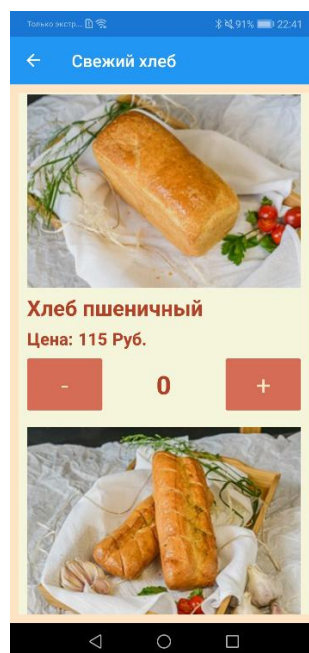 Только экстр... 91% 22:41
Свежий хлеб
Хлеб пшеничный
Цена: 115 Руб.
- 0 +